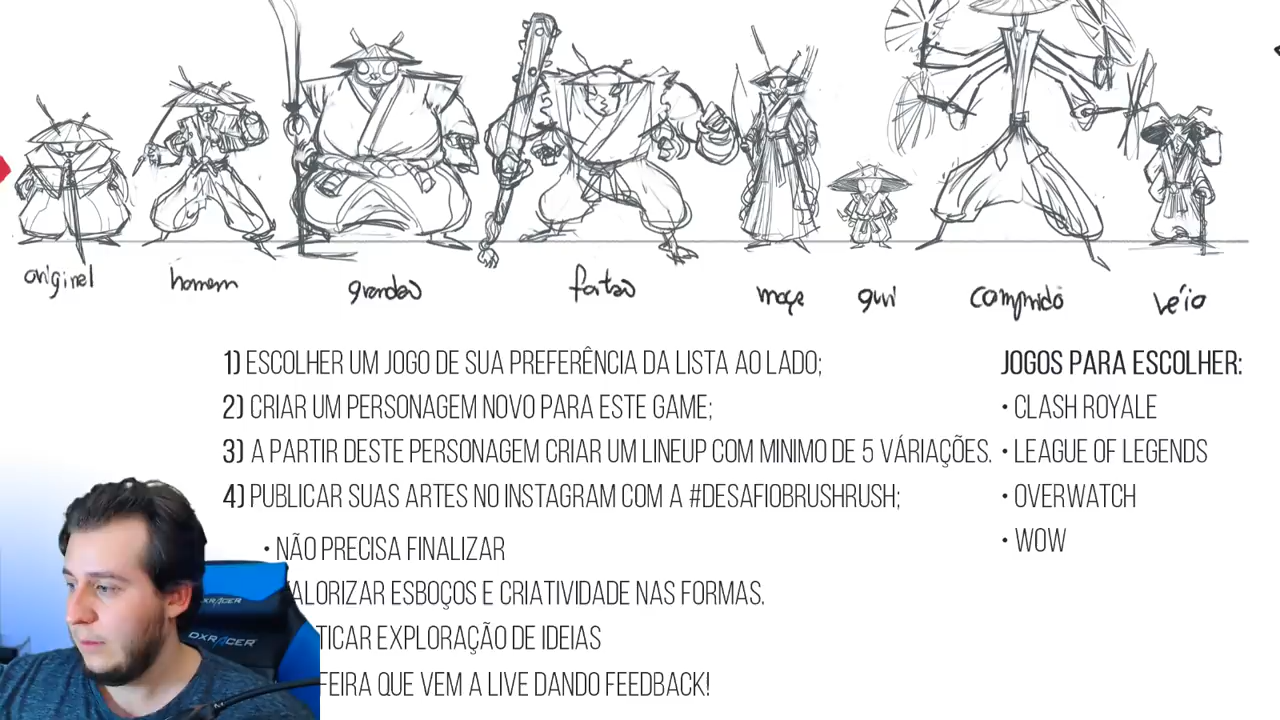 original
homem
grandão
fortão
moça
guri
comprido
véio
1) ESCOLHER UM JOGO DE SUA PREFERÊNCIA DA LISTA AO LADO;
2) CRIAR UM PERSONAGEM NOVO PARA ESTE GAME;
3) A PARTIR DESTE PERSONAGEM CRIAR UM LINEUP COM MINIMO DE 5 VÁRIAÇÕES.
4) PUBLICAR SUAS ARTES NO INSTAGRAM COM A #DESAFIOBRUSHRUSH;
• NÃO PRECISA FINALIZAR
ALORIZAR ESBOÇOS E CRIATIVIDADE NAS FORMAS.
TICAR EXPLORAÇÃO DE IDEIAS
FEIRA QUE VEM A LIVE DANDO FEEDBACK!
JOGOS PARA ESCOLHER:
• CLASH ROYALE
• LEAGUE OF LEGENDS
• OVERWATCH
• WOW
DXRACER
DXRACER